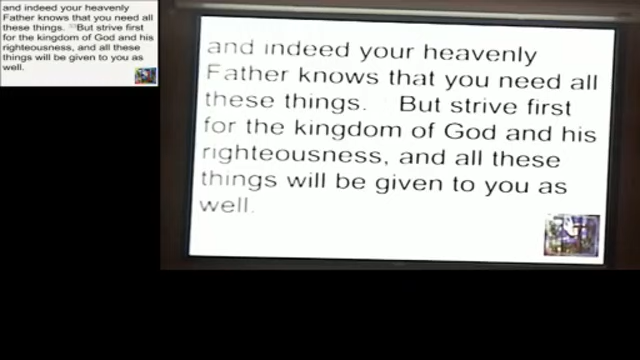 and indeed your heavenly
Father knows that you need all
these things. But strive first
for the kingdom of God and his
righteousness, and all these
things will be given to you as
well.
and indeed your heavenly
Father knows that you need all
these things. But strive first
for the kingdom of God and his
righteousness, and all these
things will be given to you as
well.